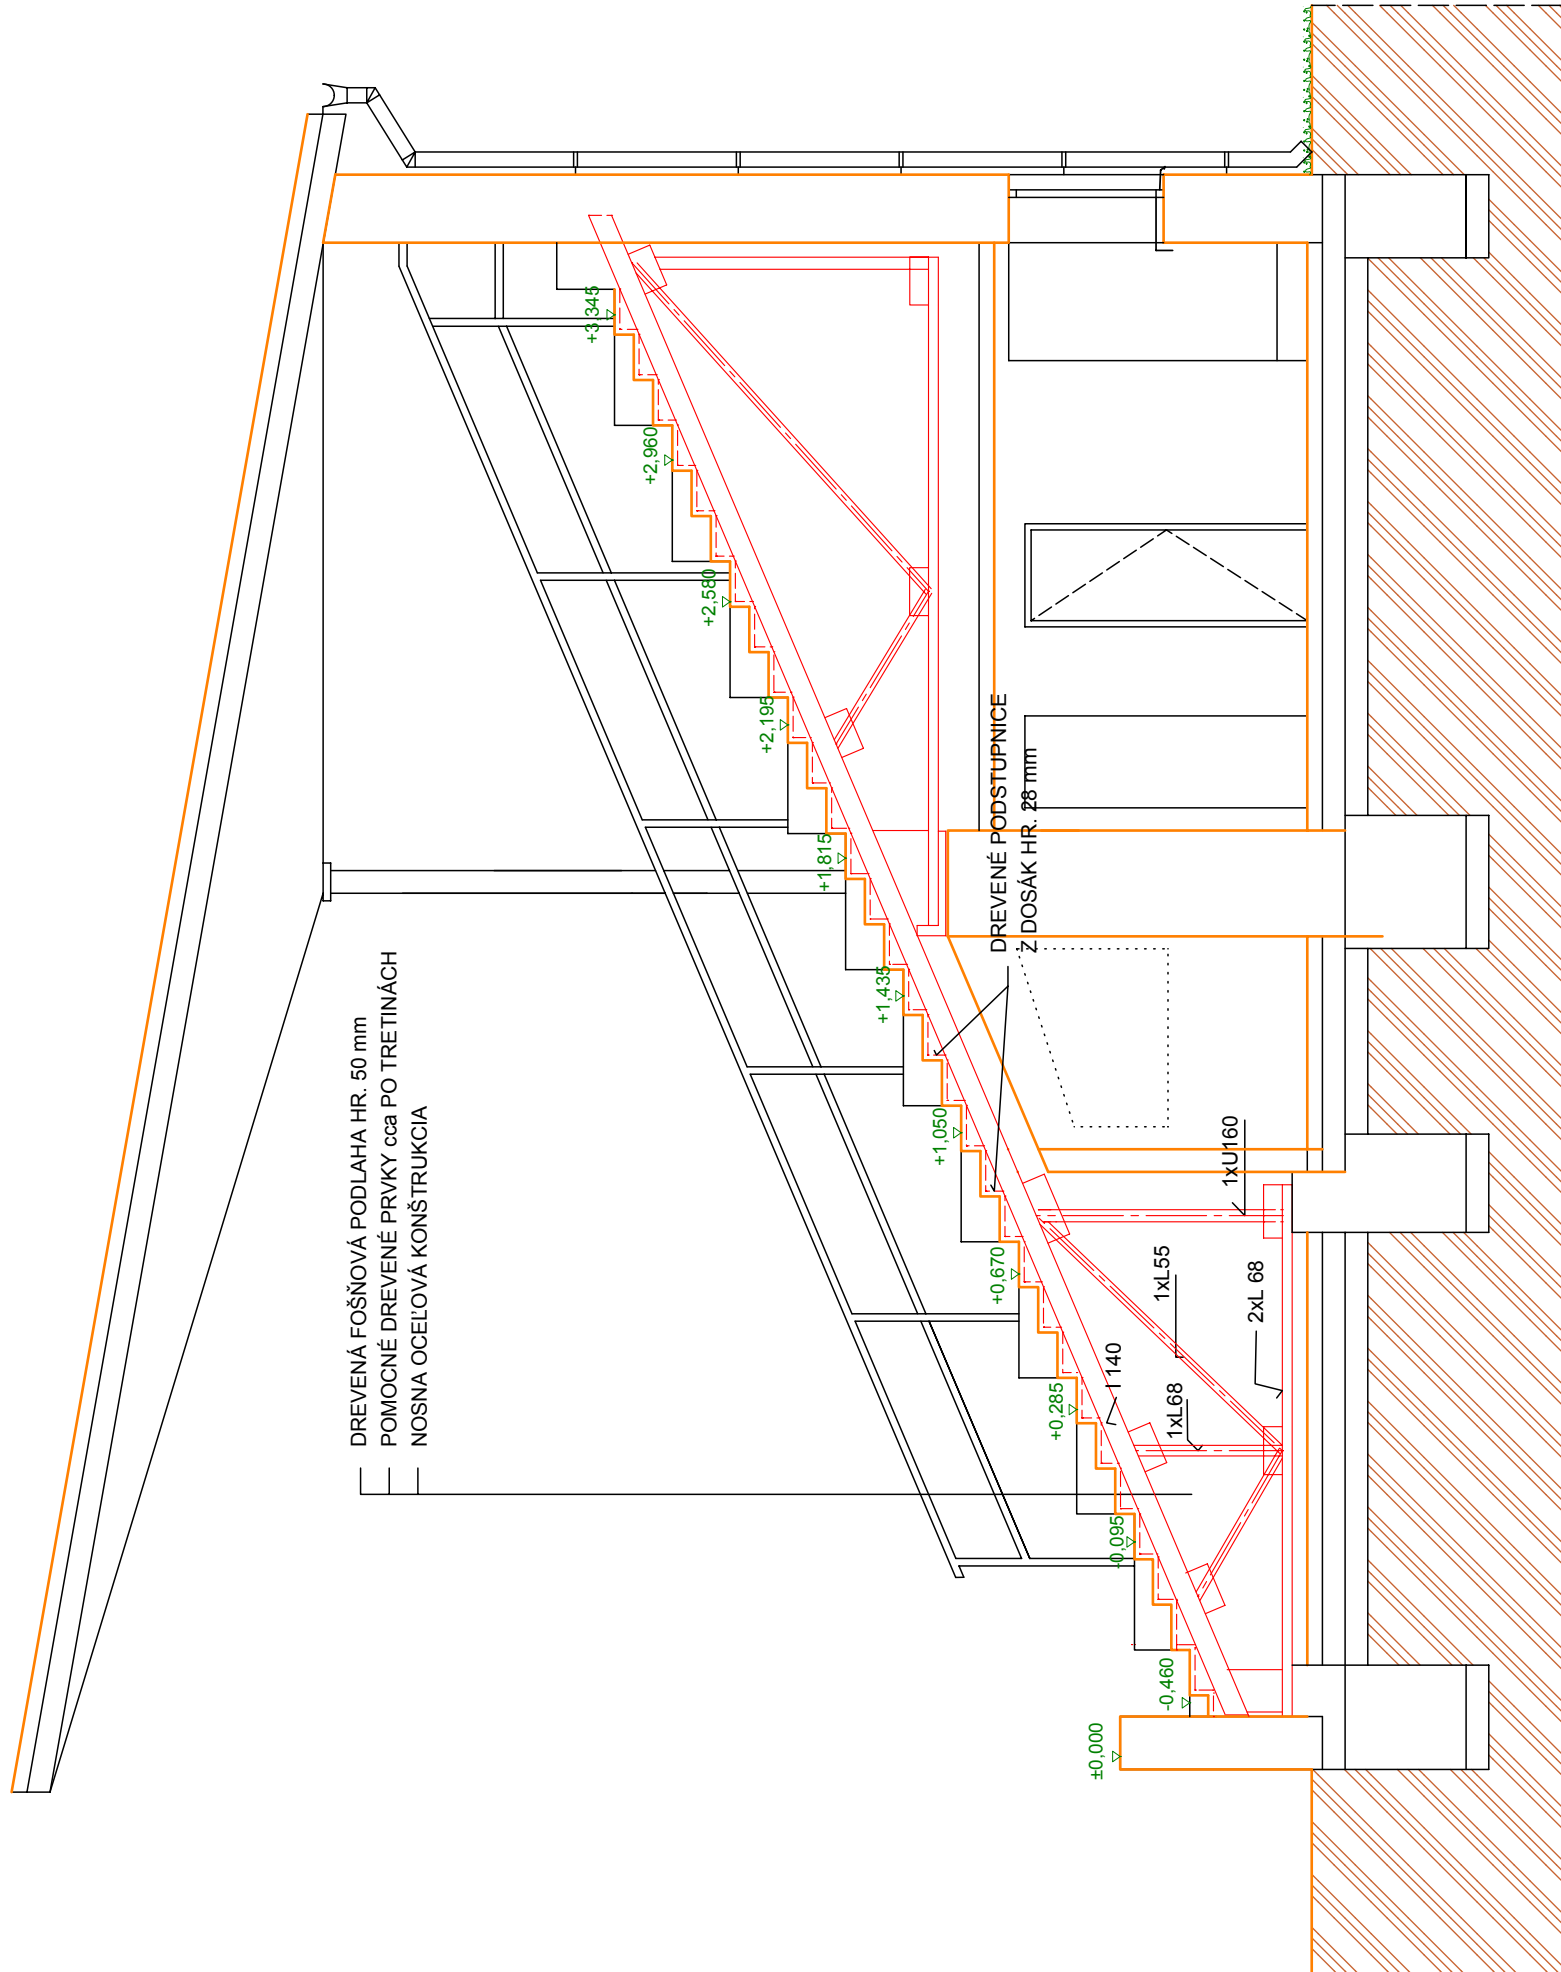 DREVENÁ FOŠŇOVÁ PODLAHA HR. 50 mm
POMOCNÉ DREVENÉ PRVKY cca PO TRETINÁCH
NOSNA OCEĽOVÁ KONŠTRUKCIA
DREVENÉ PODSTUPNICE
Z DOSÁK HR. 28 mm
±0,000
-0,460
-0,095
+0,285
+0,670
+1,050
+1,435
+1,815
+2,195
+2,580
+2,960
+3,345
I 140
1xL68
1xL55
1xU160
2xL 68